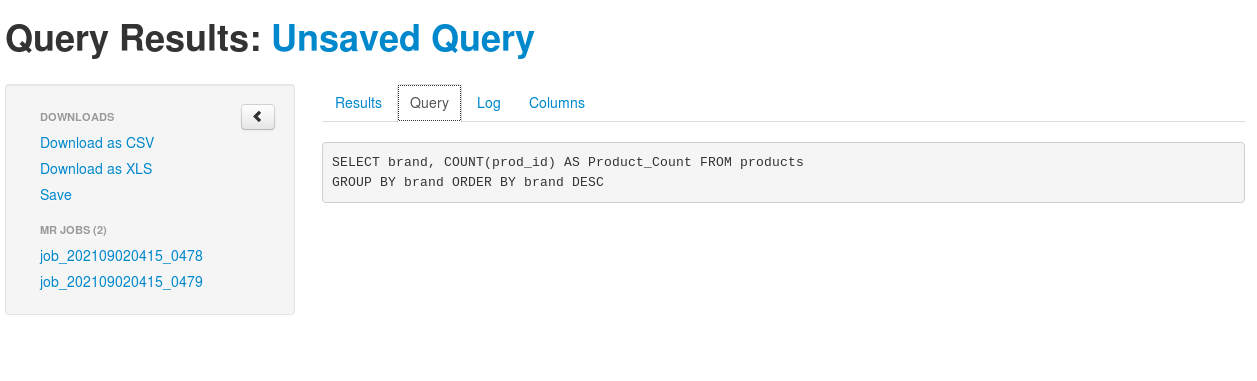 Query Results: Unsaved Query
DOWNLOADS
Download as CSV
Download as XLS
Save
MR JOBS (2)
job_202109020415_0478
job_202109020415_0479
Results Query Log Columns
SELECT brand, COUNT(prod_id) AS Product_Count FROM products
GROUP BY brand ORDER BY brand DESC